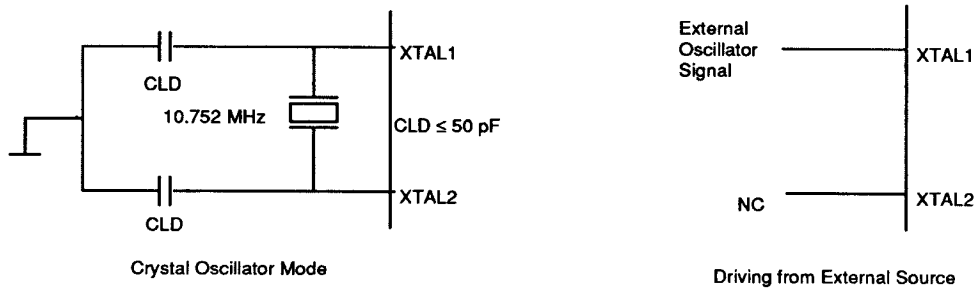 XTAL1
CLD
10.752 MHz
CLD ≤ 50 pF
XTAL2
CLD
Crystal Oscillator Mode
External
Oscillator
Signal
XTAL1
NC
XTAL2
Driving from External Source